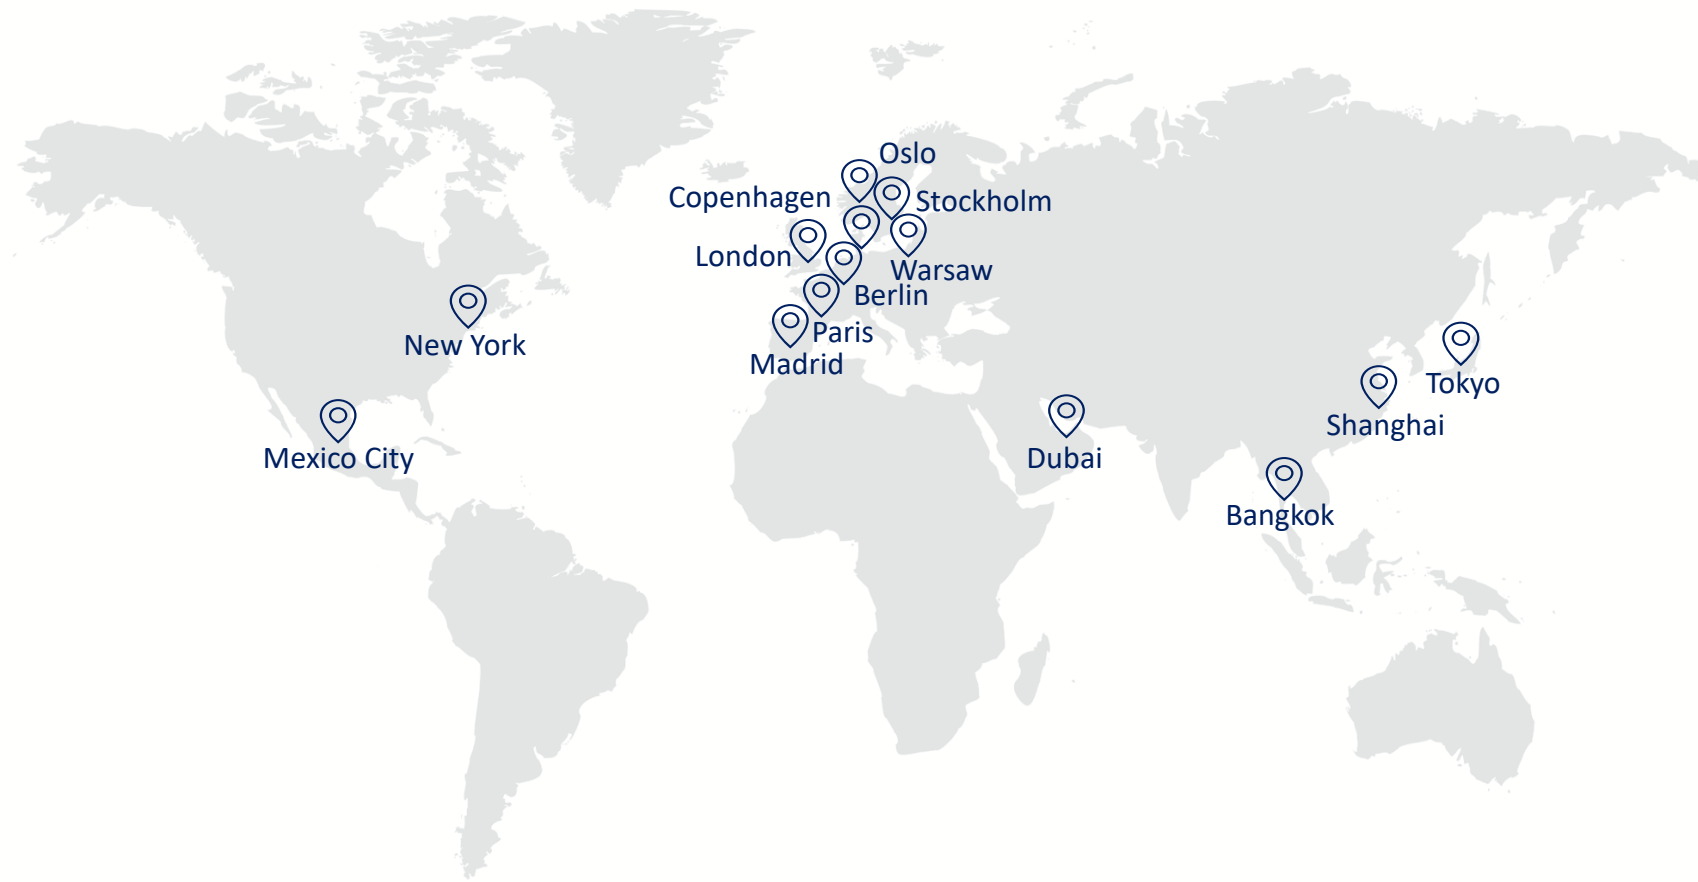 Oslo
Copenhagen
Stockholm
London
Warsaw
Berlin
Paris
Madrid
New York
Mexico City
Dubai
Tokyo
Shanghai
Bangkok